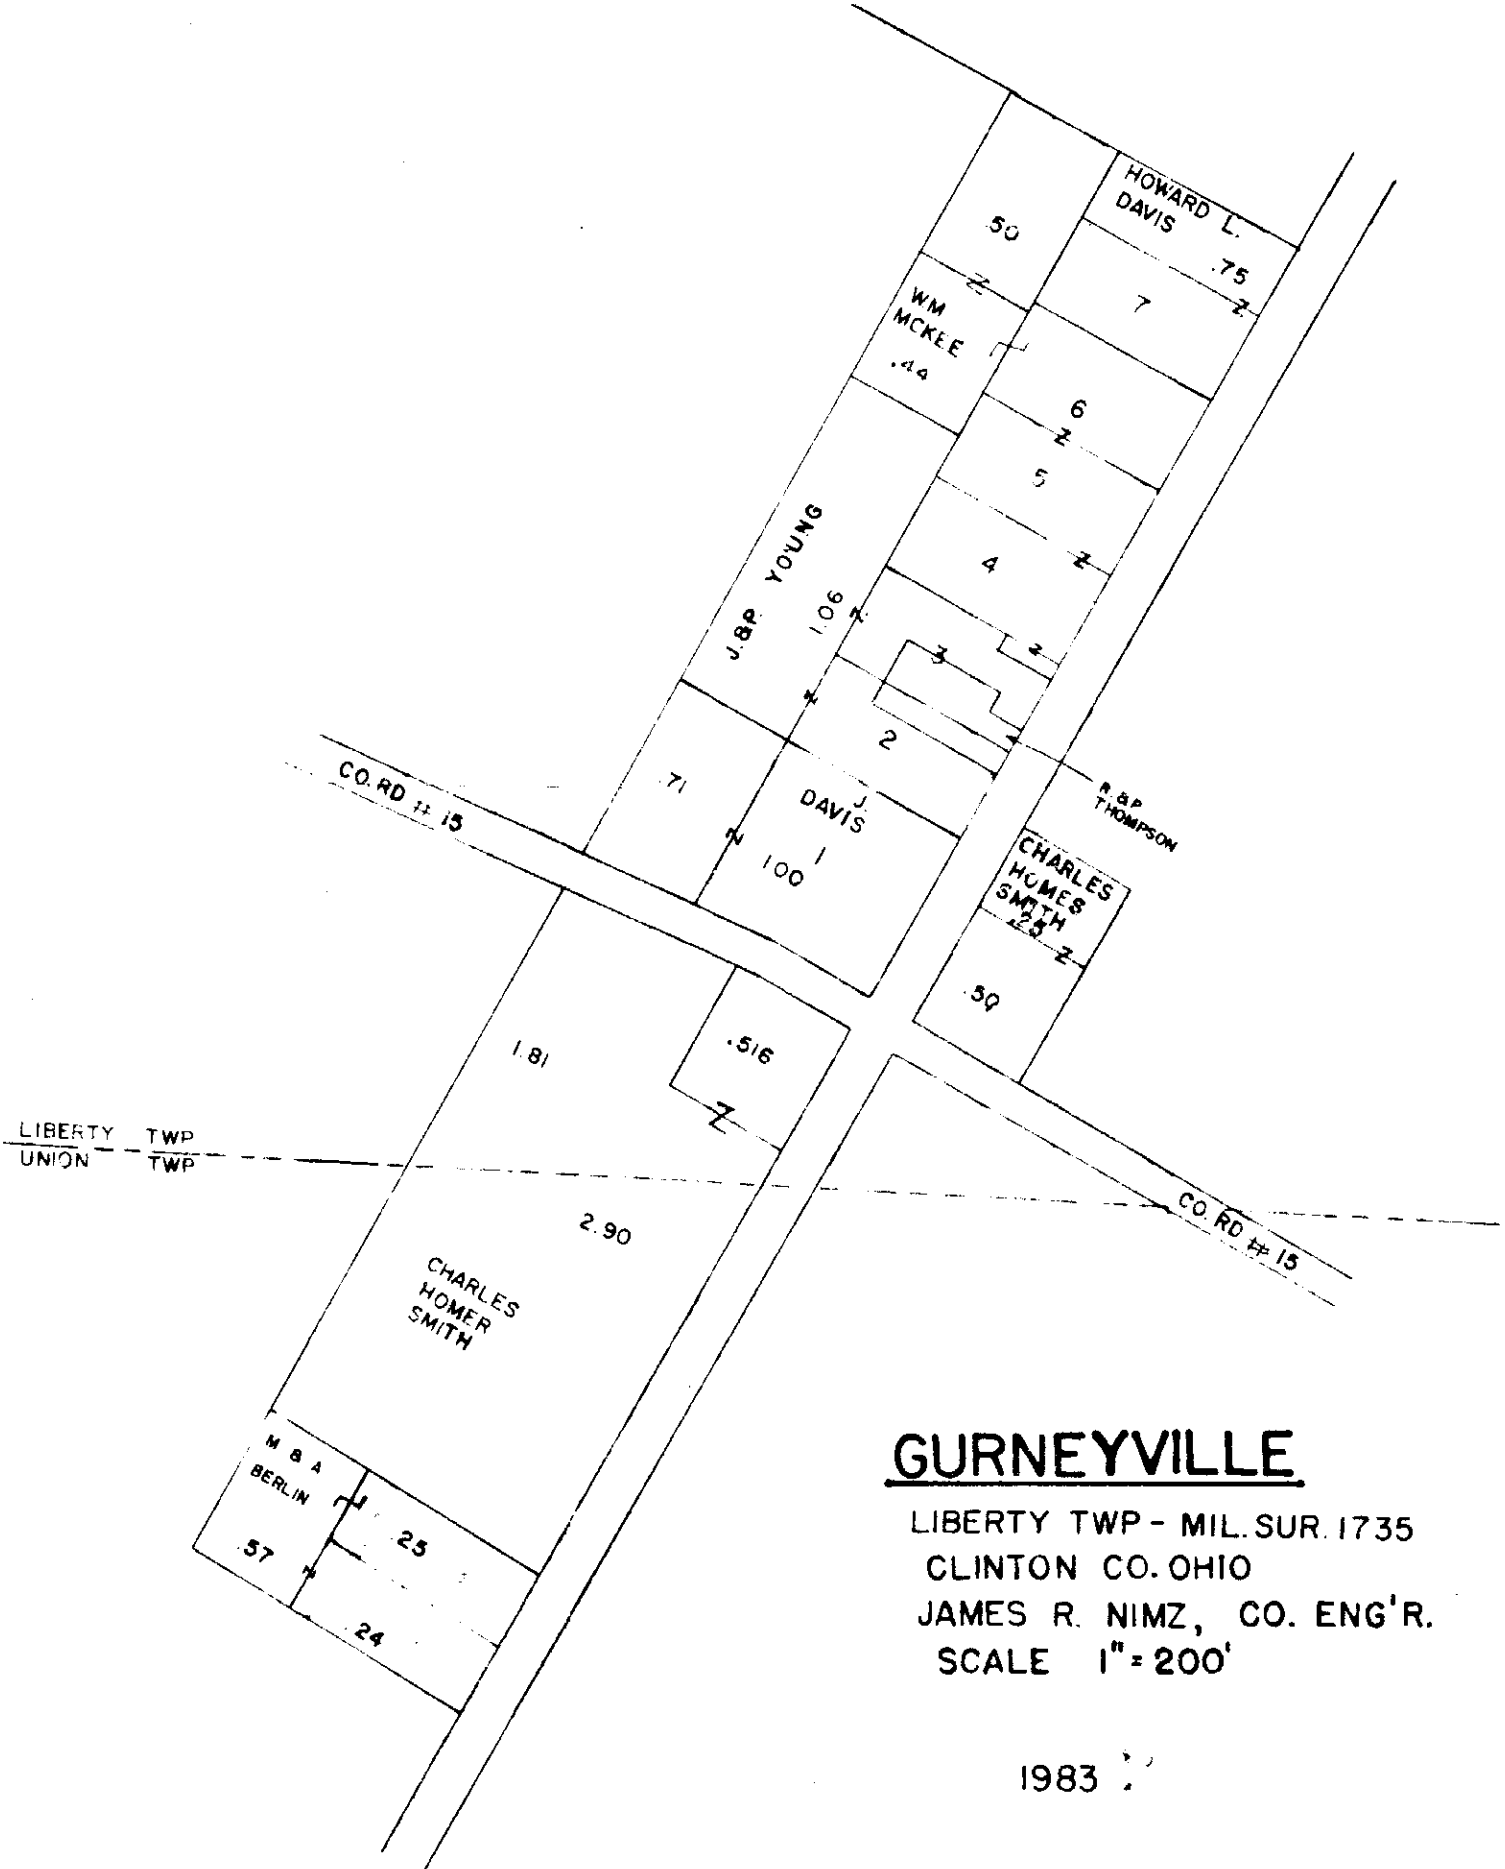 HOWARD L.
DAVIS
.75
.50
7
WM
MCKEE
.44
6
5
4
J.&P. YOUNG
1.06
3
2
.71
J.
DAVIS
1
1.00
CO. RD # 15
R.&P.
THOMPSON
CHARLES
HOMES
SMITH
.25
.50
1.81
.516
LIBERTY TWP
UNION TWP
2.90
CO. RD # 15
CHARLES
HOMER
SMITH
M & A
BERLIN
.57
.25
.24
GURNEYVILLE
LIBERTY TWP - MIL. SUR. 1735
CLINTON CO. OHIO
JAMES R. NIMZ, CO. ENG'R.
SCALE 1" = 200'
1983